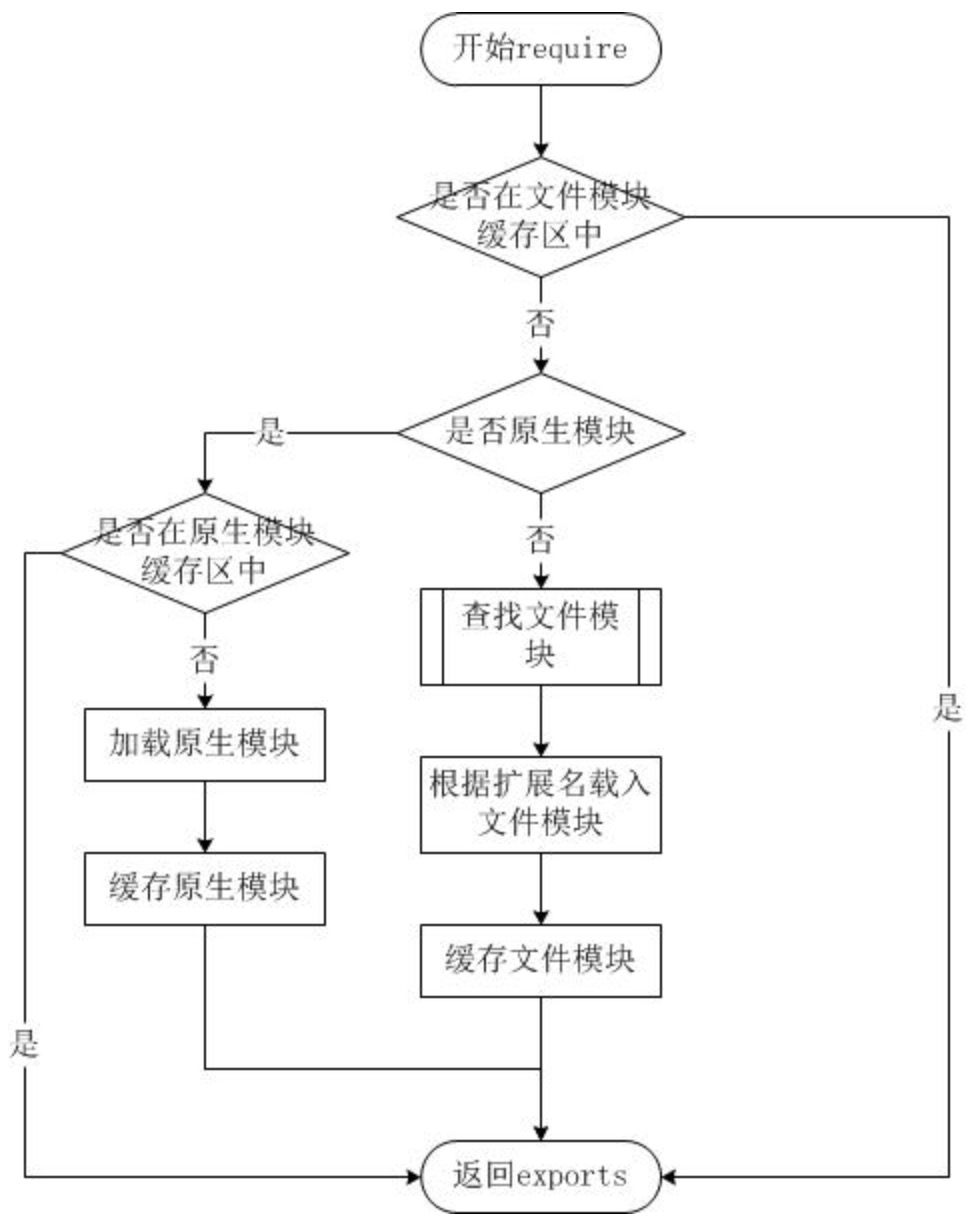 开始require
是否在文件模块
缓存区中
否
是否原生模块
是
是否在原生模块
缓存区中
否
查找文件模
块
否
加载原生模块
是
根据扩展名载入
文件模块
缓存原生模块
缓存文件模块
是
返回exports